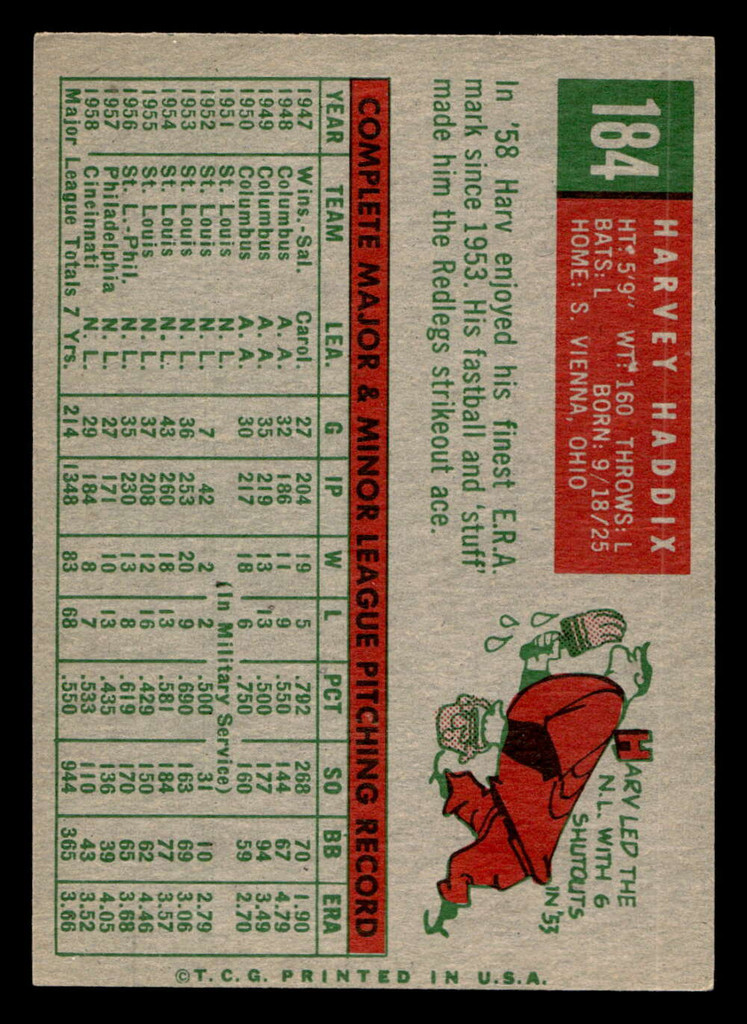 184
HARVEY HADDIX
HT: 5'9" WT: 160 THROWS: L
BATS: L BORN: 9/18/25
HOME: S. VIENNA, OHIO
In '58 Harv enjoyed his finest E.R.A.
mark since 1953. His fastball and 'stuff'
made him the Redlegs strikeout ace.
HARV LED THE
N.L. WITH 6
SHUTOUTS
IN '53
COMPLETE MAJOR & MINOR LEAGUE PITCHING RECORD
YEAR TEAM LEA. G IP W L PCT SO BB ERA
1947 Wins.-Sal. Carol. 27 204 19 5 .792 268 70 1.90
1948 Columbus A. A. 32 186 11 9 .550 144 67 4.79
1949 Columbus A. A. 35 219 13 13 .500 177 94 3.49
1950 Columbus A. A. 30 217 18 6 .750 160 59 2.70
1951 St. Louis N. L. (In Military Service)
1952 St. Louis N. L. 7 42 2 2 .500 31 10 2.79
1953 St. Louis N. L. 36 253 20 9 .690 163 69 3.06
1954 St. Louis N. L. 43 260 18 13 .581 184 77 3.57
1955 St. Louis N. L. 37 208 12 16 .429 150 62 4.46
1956 St. L.-Phil. N. L. 35 230 13 8 .619 170 65 3.68
1957 Philadelphia N. L. 27 171 10 13 .435 136 39 4.05
1958 Cincinnati N. L. 29 184 8 7 .533 110 43 3.52
Major League Totals 7 Yrs. 214 1348 83 68 .550 944 365 3.66
©T.C.G. PRINTED IN U.S.A.